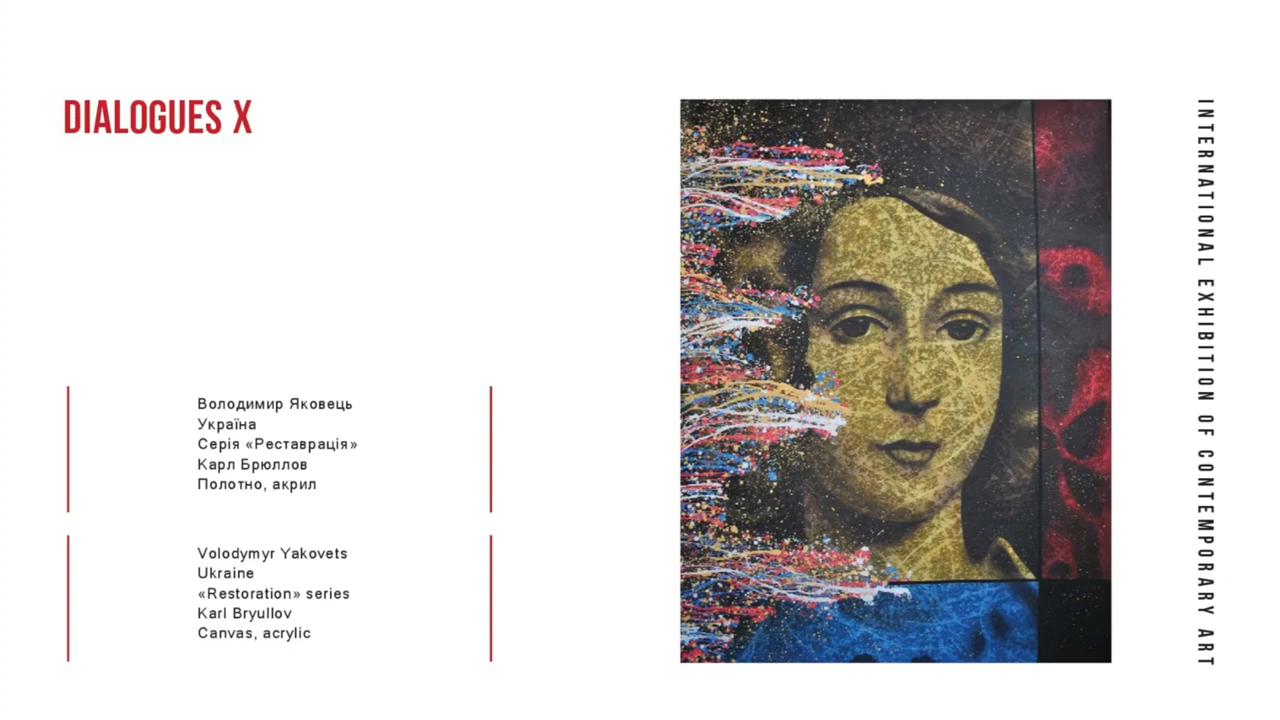 DIALOGUES X
Володимир Яковець
Україна
Серія «Реставрація»
Карл Брюллов
Полотно, акрил
Volodymyr Yakovets
Ukraine
«Restoration» series
Karl Bryullov
Canvas, acrylic
INTERNATIONAL EXHIBITION OF CONTEMPORARY ART